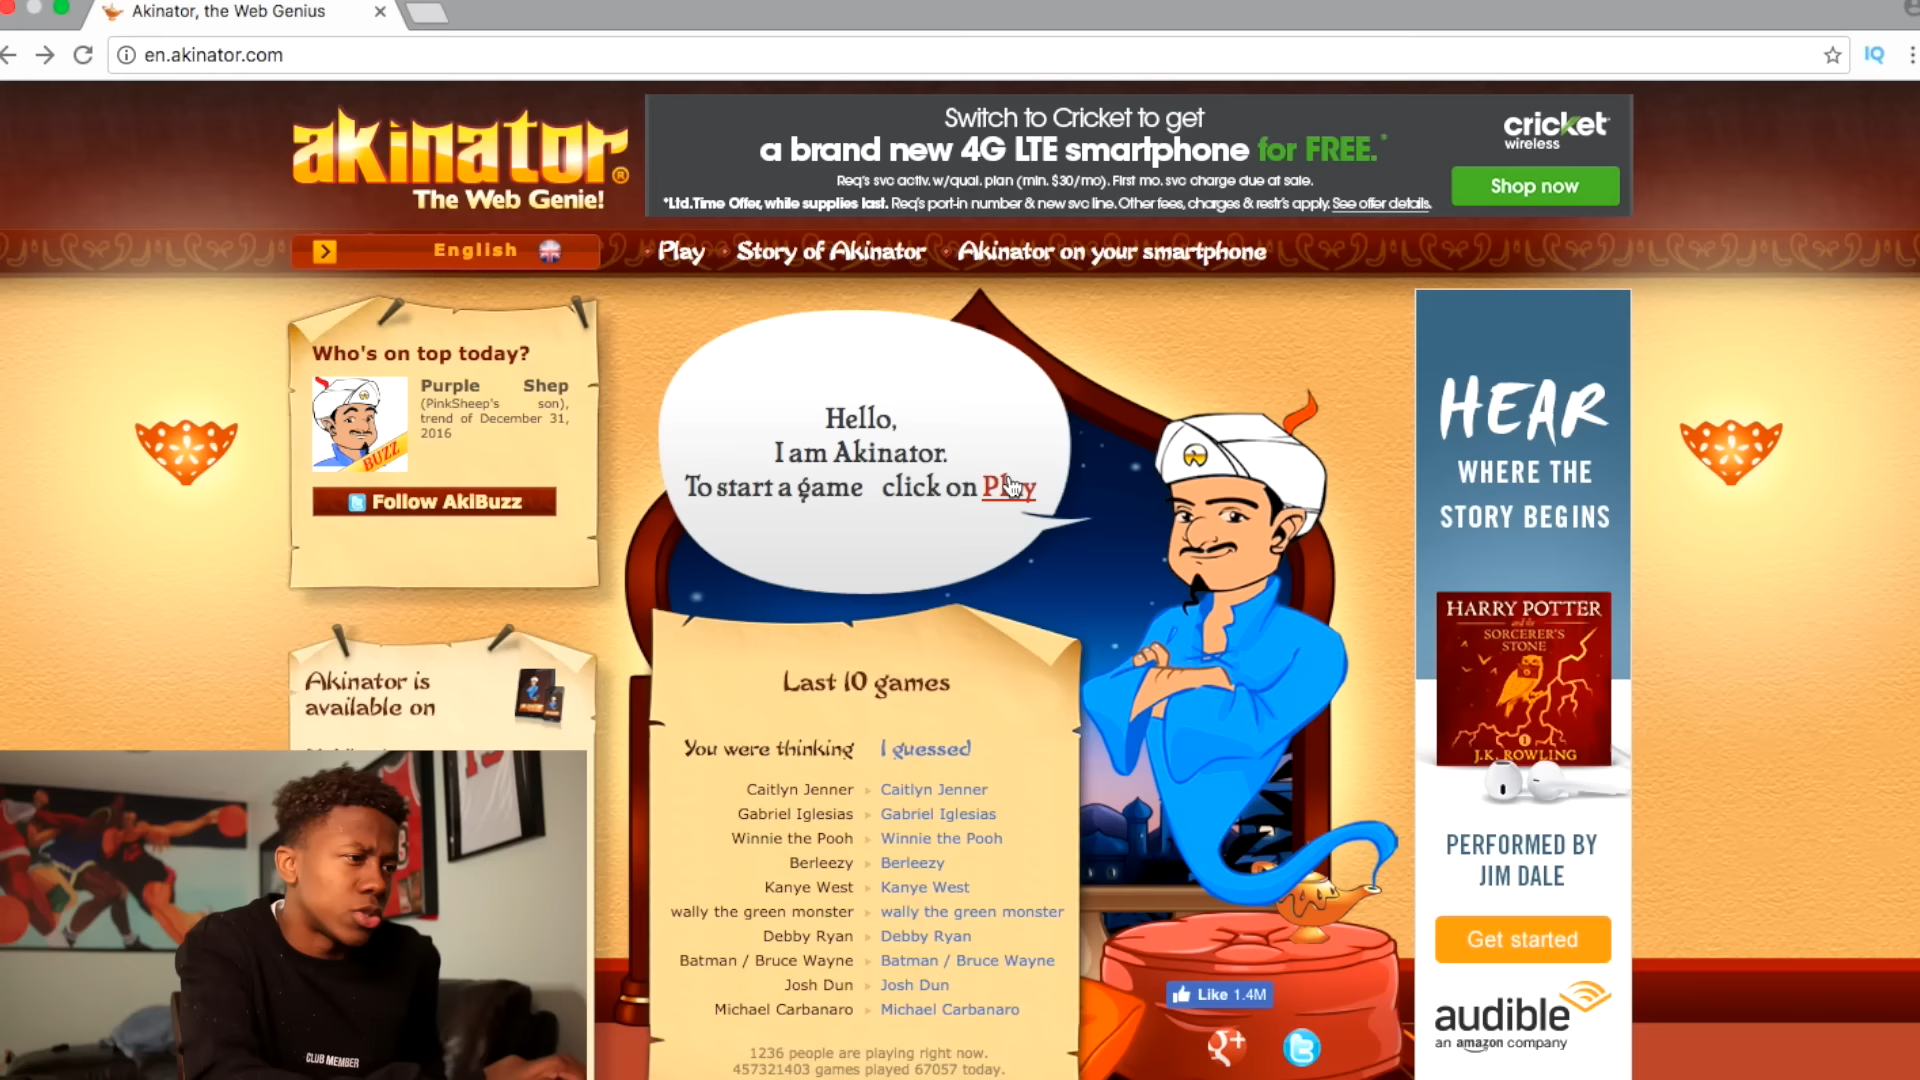 Akinator, the Web Genius
en.akinator.com
IQ
akinator®
The Web Genie!
Switch to Cricket to get
a brand new 4G LTE smartphone for FREE.*
Req's svc activ. w/qual. plan (min. $30/mo). First mo. svc charge due at sale.
*Ltd.Time Offer, while supplies last. Req's port-in number & new svc line. Other fees, charges & restr's apply. See offer details.
cricket
wireless
Shop now
English
Play
Story of Akinator
Akinator on your smartphone
Who's on top today?
Purple Shep
(PinkSheep's son),
trend of December 31,
2016
BUZZ
Follow AkiBuzz
Akinator is
available on
Hello,
I am Akinator.
To start a game click on Play
Last 10 games
You were thinking I guessed
Caitlyn Jenner Caitlyn Jenner
Gabriel Iglesias Gabriel Iglesias
Winnie the Pooh Winnie the Pooh
Berleezy Berleezy
Kanye West Kanye West
wally the green monster wally the green monster
Debby Ryan Debby Ryan
Batman / Bruce Wayne Batman / Bruce Wayne
Josh Dun Josh Dun
Michael Carbanaro Michael Carbanaro
1236 people are playing right now.
457321403 games played 67057 today.
Like 1.4M
g+
HEAR
WHERE THE
STORY BEGINS
HARRY POTTER
and the
SORCERER'S
STONE
1
J.K. ROWLING
PERFORMED BY
JIM DALE
Get started
audible
an amazon company
CLUB MEMBER